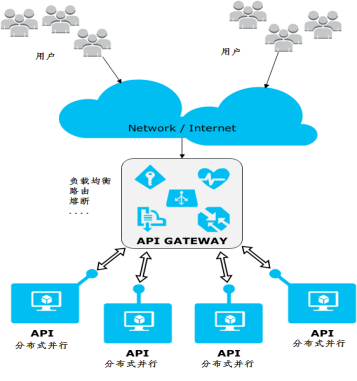 用户
用户
Network / Internet
负载均衡
路由
熔断
....
API GATEWAY
API
分布式并行
API
分布式并行
API
分布式并行
API
分布式并行